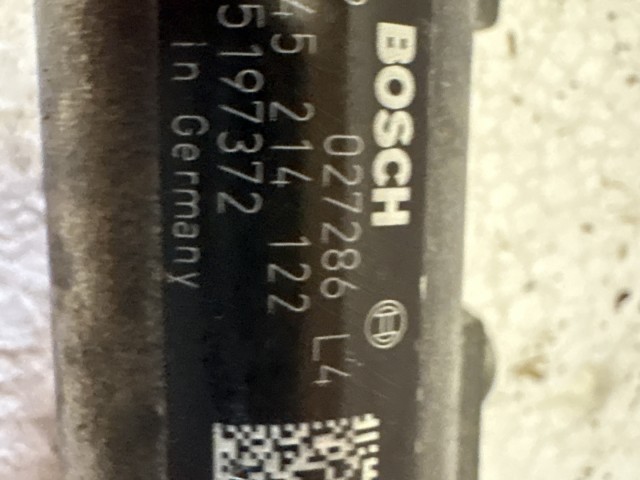 BOSCH
027286 L4
45 214 122
5197372
in Germany